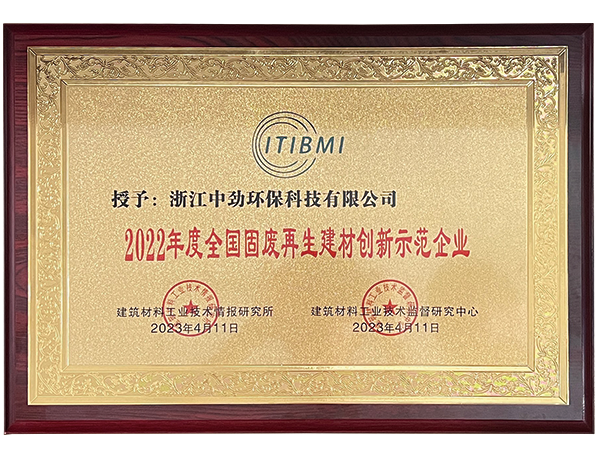 ITIBMI
授予：浙江中劲环保科技有限公司
2022年度全国固废再生建材创新示范企业
建筑材料工业技术情报研究所
2023年4月11日
建筑材料工业技术监督研究中心
2023年4月11日